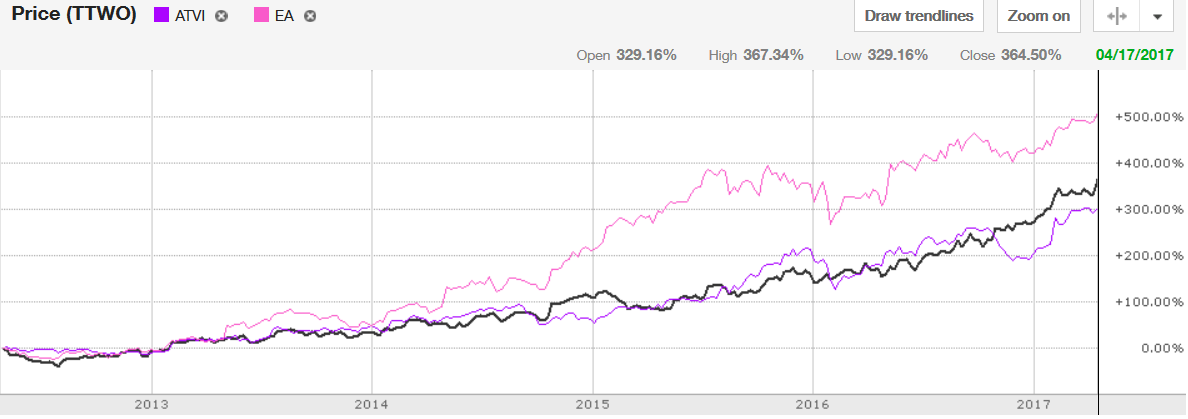 Price (TTWO) ATVI EA Draw trendlines Zoom on
Open 329.16% High 367.34% Low 329.16% Close 364.50% 04/17/2017
+500.00%
+400.00%
+300.00%
+200.00%
+100.00%
0.00%
2013 2014 2015 2016 2017